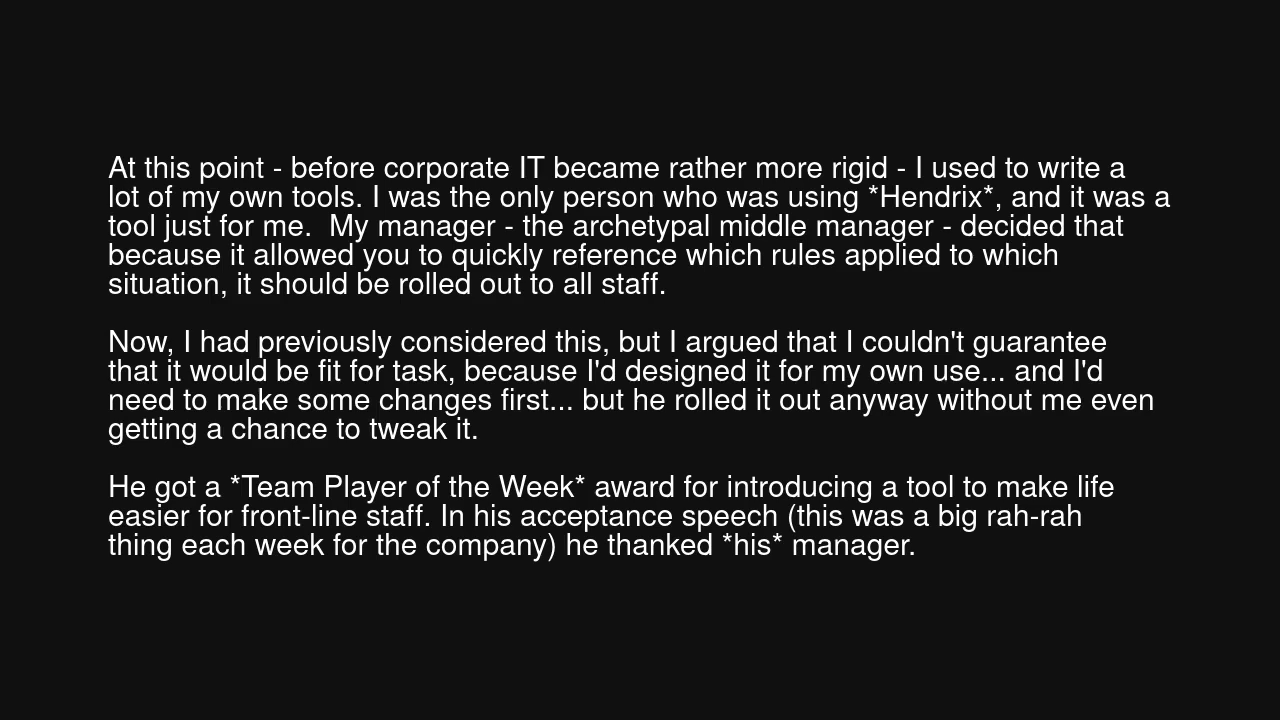 At this point - before corporate IT became rather more rigid - I used to write a
lot of my own tools. I was the only person who was using *Hendrix*, and it was a
tool just for me.  My manager - the archetypal middle manager - decided that
because it allowed you to quickly reference which rules applied to which
situation, it should be rolled out to all staff.

Now, I had previously considered this, but I argued that I couldn't guarantee
that it would be fit for task, because I'd designed it for my own use... and I'd
need to make some changes first... but he rolled it out anyway without me even
getting a chance to tweak it.

He got a *Team Player of the Week* award for introducing a tool to make life
easier for front-line staff. In his acceptance speech (this was a big rah-rah
thing each week for the company) he thanked *his* manager.